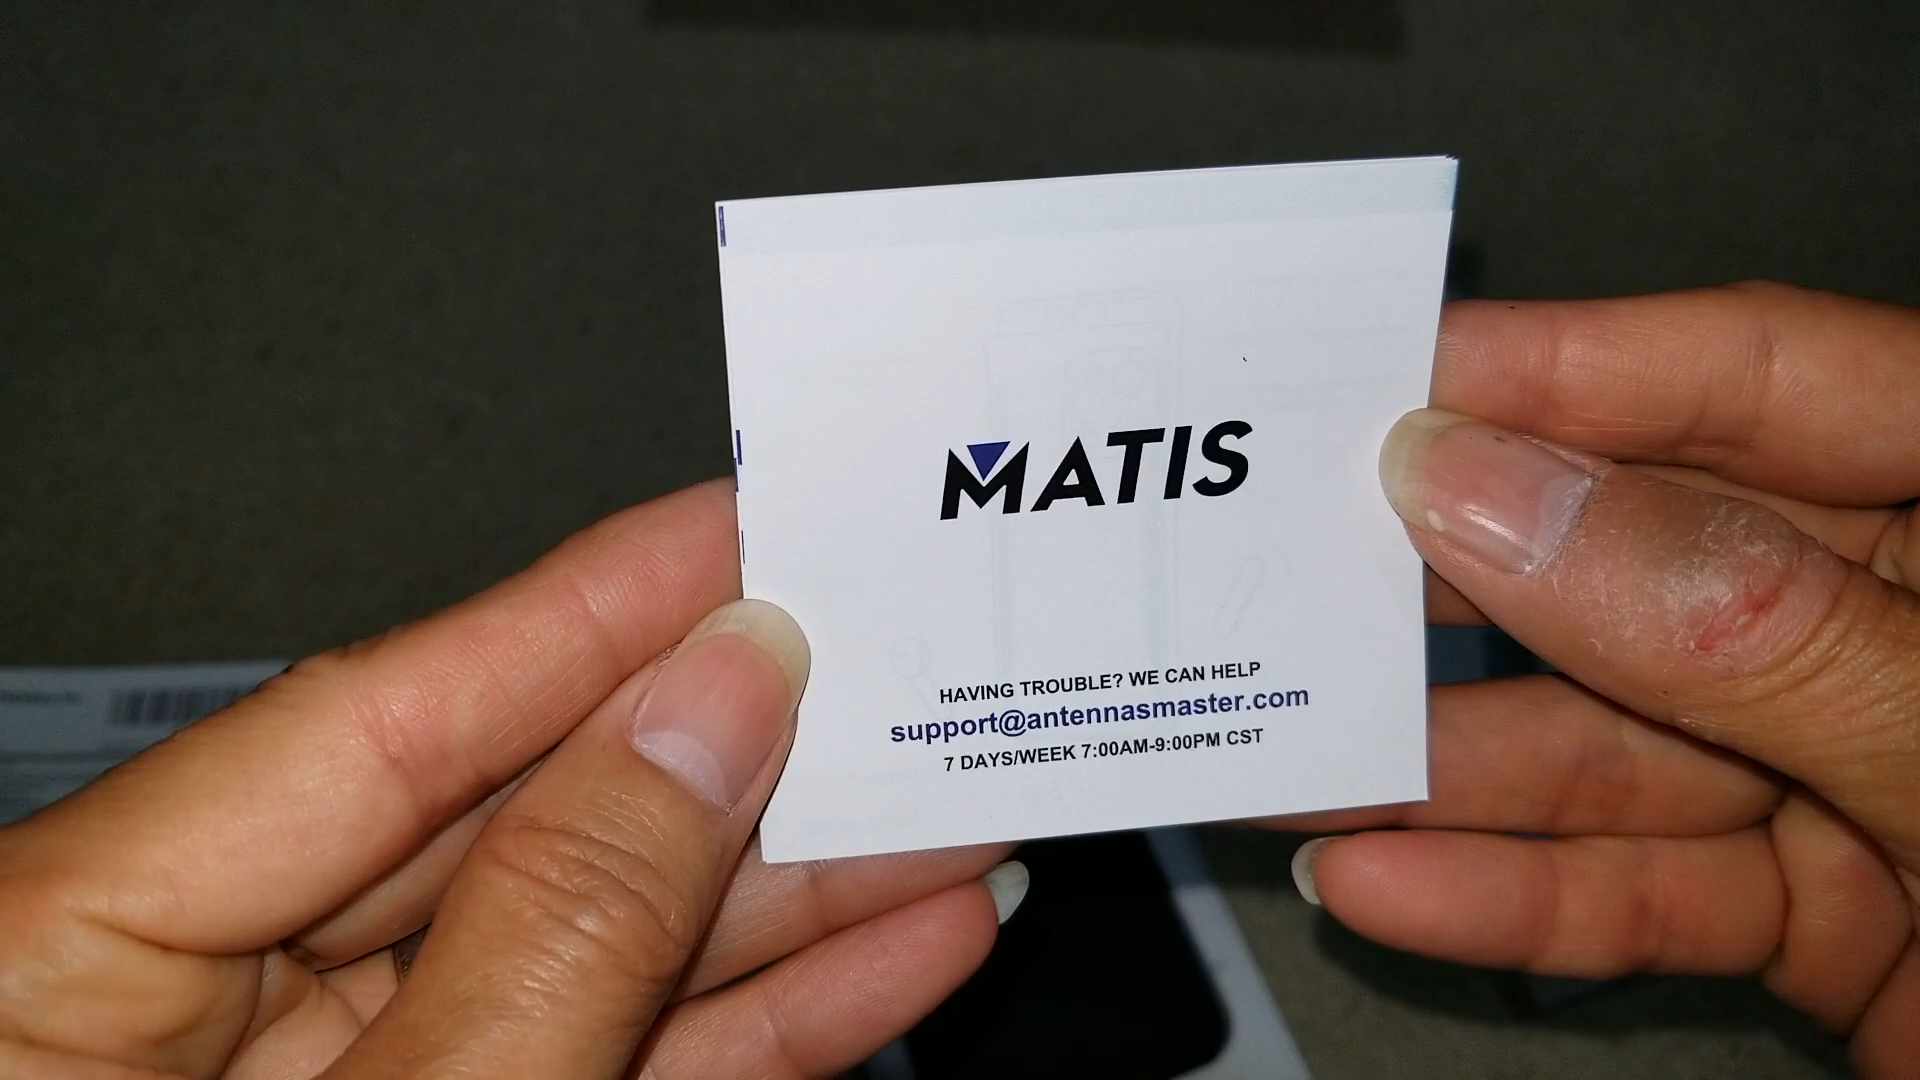 MATIS
HAVING TROUBLE? WE CAN HELP
support@antennasmaster.com
7 DAYS/WEEK 7:00AM-9:00PM CST